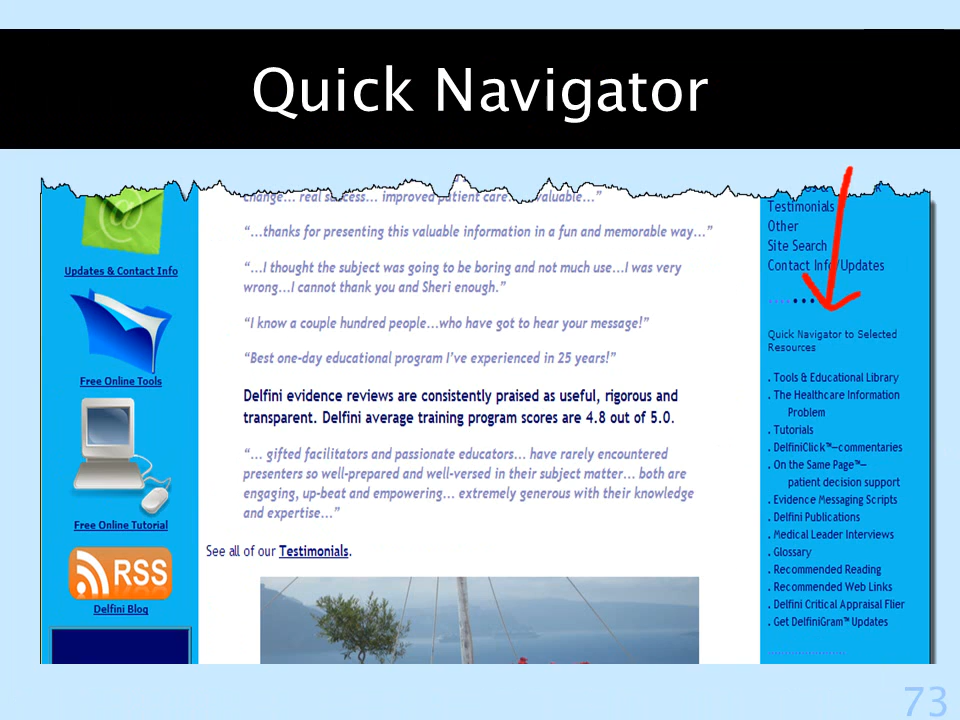 Quick Navigator
@
Updates & Contact Info
Free Online Tools
Free Online Tutorial
RSS
Delfini Blog
change... real success... improved patient care... valuable...”
“...thanks for presenting this valuable information in a fun and memorable way...”
“...I thought the subject was going to be boring and not much use...I was very
wrong...I cannot thank you and Sheri enough.”
“I know a couple hundred people...who have got to hear your message!”
“Best one-day educational program I’ve experienced in 25 years!”
Delfini evidence reviews are consistently praised as useful, rigorous and
transparent. Delfini average training program scores are 4.8 out of 5.0.
“... gifted facilitators and passionate educators... have rarely encountered
presenters so well-prepared and well-versed in their subject matter... both are
engaging, up-beat and empowering... extremely generous with their knowledge
and expertise...”
See all of our Testimonials.
Testimonials
Other
Site Search
Contact Info/Updates
Quick Navigator to Selected
Resources
. Tools & Educational Library
. The Healthcare Information
Problem
. Tutorials
. DelfiniClick™—commentaries
. On the Same Page™—
patient decision support
. Evidence Messaging Scripts
. Delfini Publications
. Medical Leader Interviews
. Glossary
. Recommended Reading
. Recommended Web Links
. Delfini Critical Appraisal Flier
. Get DelfiniGram™ Updates
73